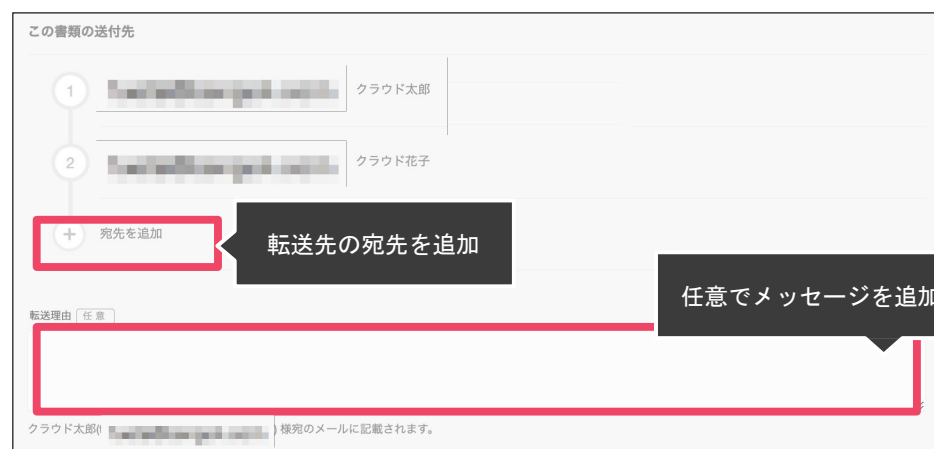 この書類の送付先
1 クラウド太郎
2 クラウド花子
+ 宛先を追加
転送先の宛先を追加
任意でメッセージを追加
転送理由 任意
クラウド太郎( ) 様宛のメールに記載されます。